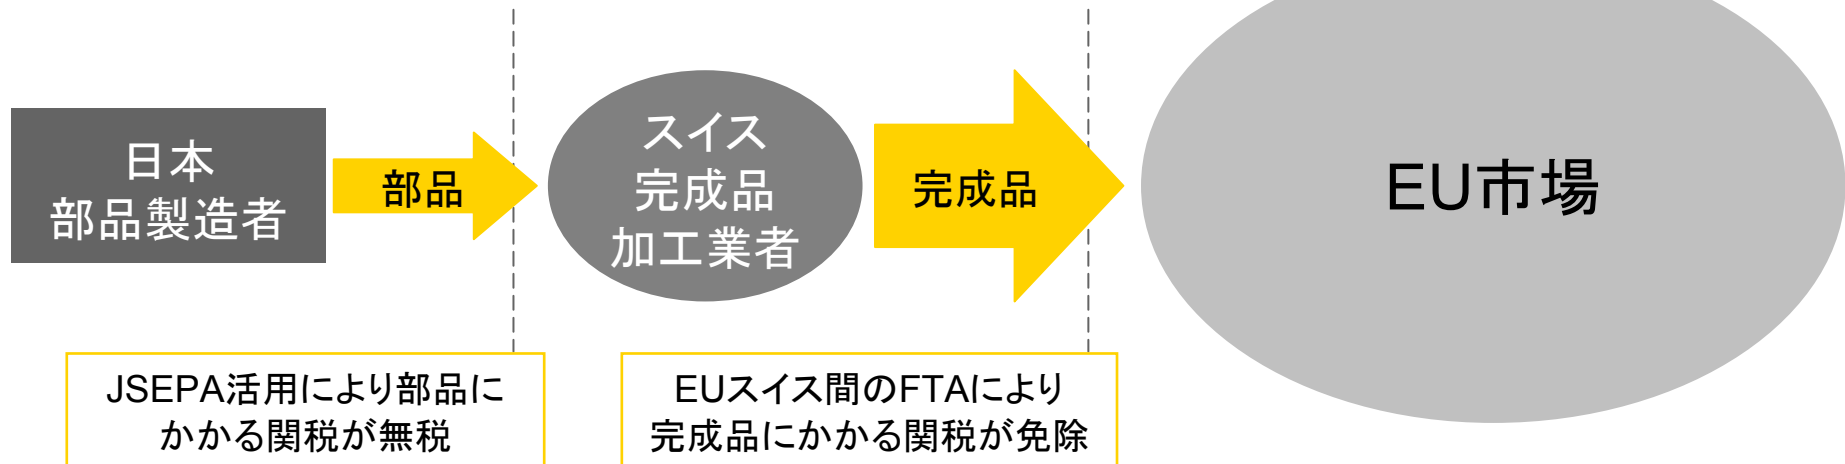 日本
部品製造者
部品
スイス
完成品
加工業者
完成品
EU市場
JSEPA活用により部品に
かかる関税が無税
EUスイス間のFTAにより
完成品にかかる関税が免除